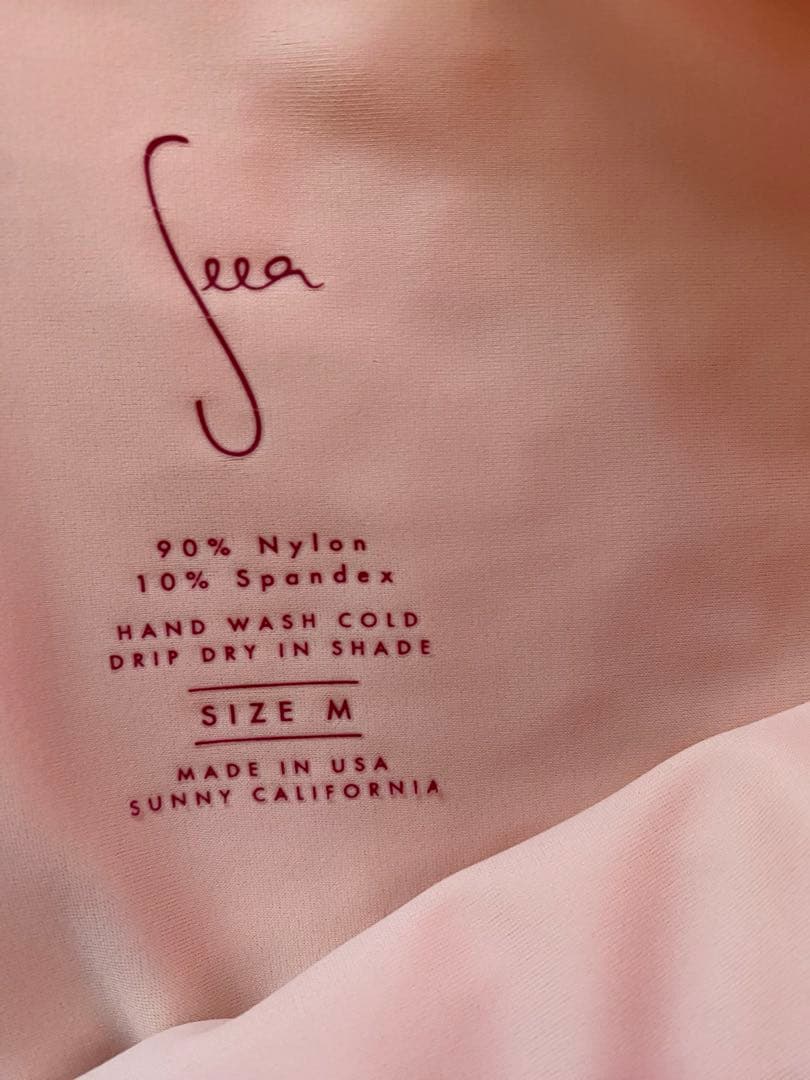 Seea
90% Nylon
10% Spandex
HAND WASH COLD
DRIP DRY IN SHADE
SIZE M
MADE IN USA
SUNNY CALIFORNIA